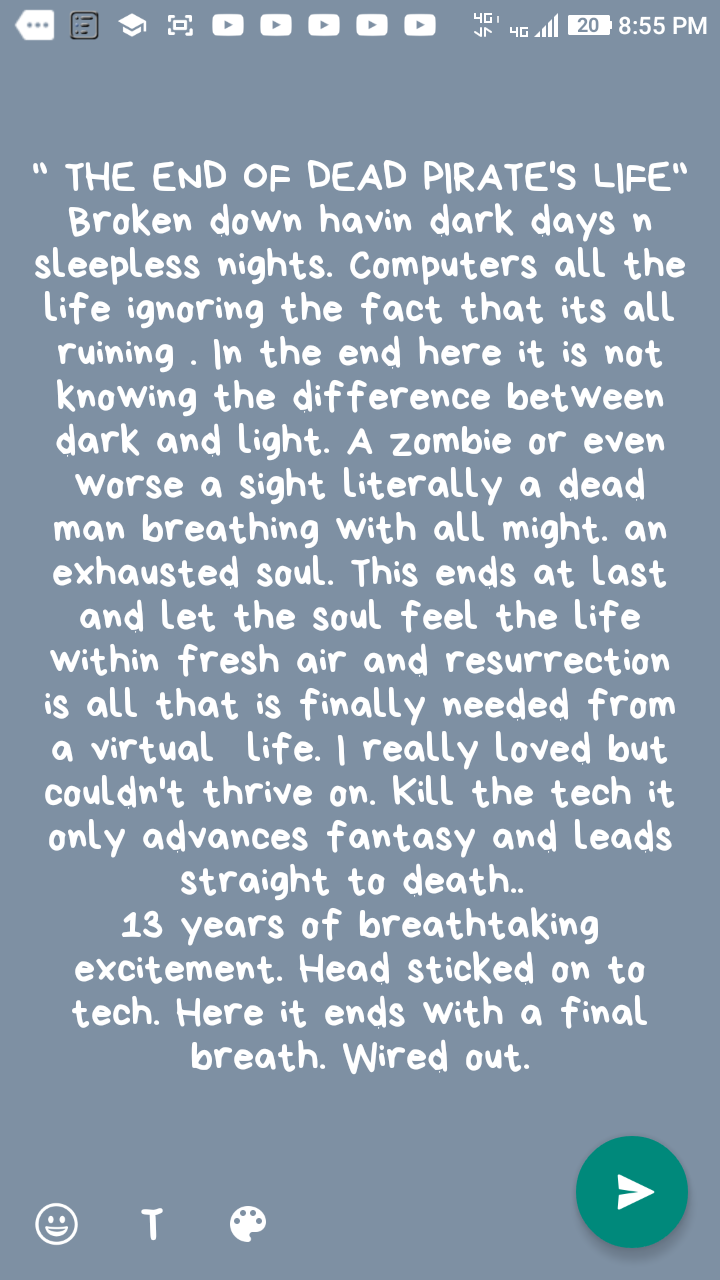 4G 4G 20 8:55 PM
" THE END OF DEAD PIRATE'S LIFE"
Broken down havin dark days n
sleepless nights. Computers all the
life ignoring the fact that its all
ruining . In the end here it is not
knowing the difference between
dark and light. A zombie or even
worse a sight literally a dead
man breathing with all might. an
exhausted soul. This ends at last
and let the soul feel the life
within fresh air and resurrection
is all that is finally needed from
a virtual  life. I really loved but
couldn't thrive on. Kill the tech it
only advances fantasy and leads
straight to death..
13 years of breathtaking
excitement. Head sticked on to
tech. Here it ends with a final
breath. Wired out.
T